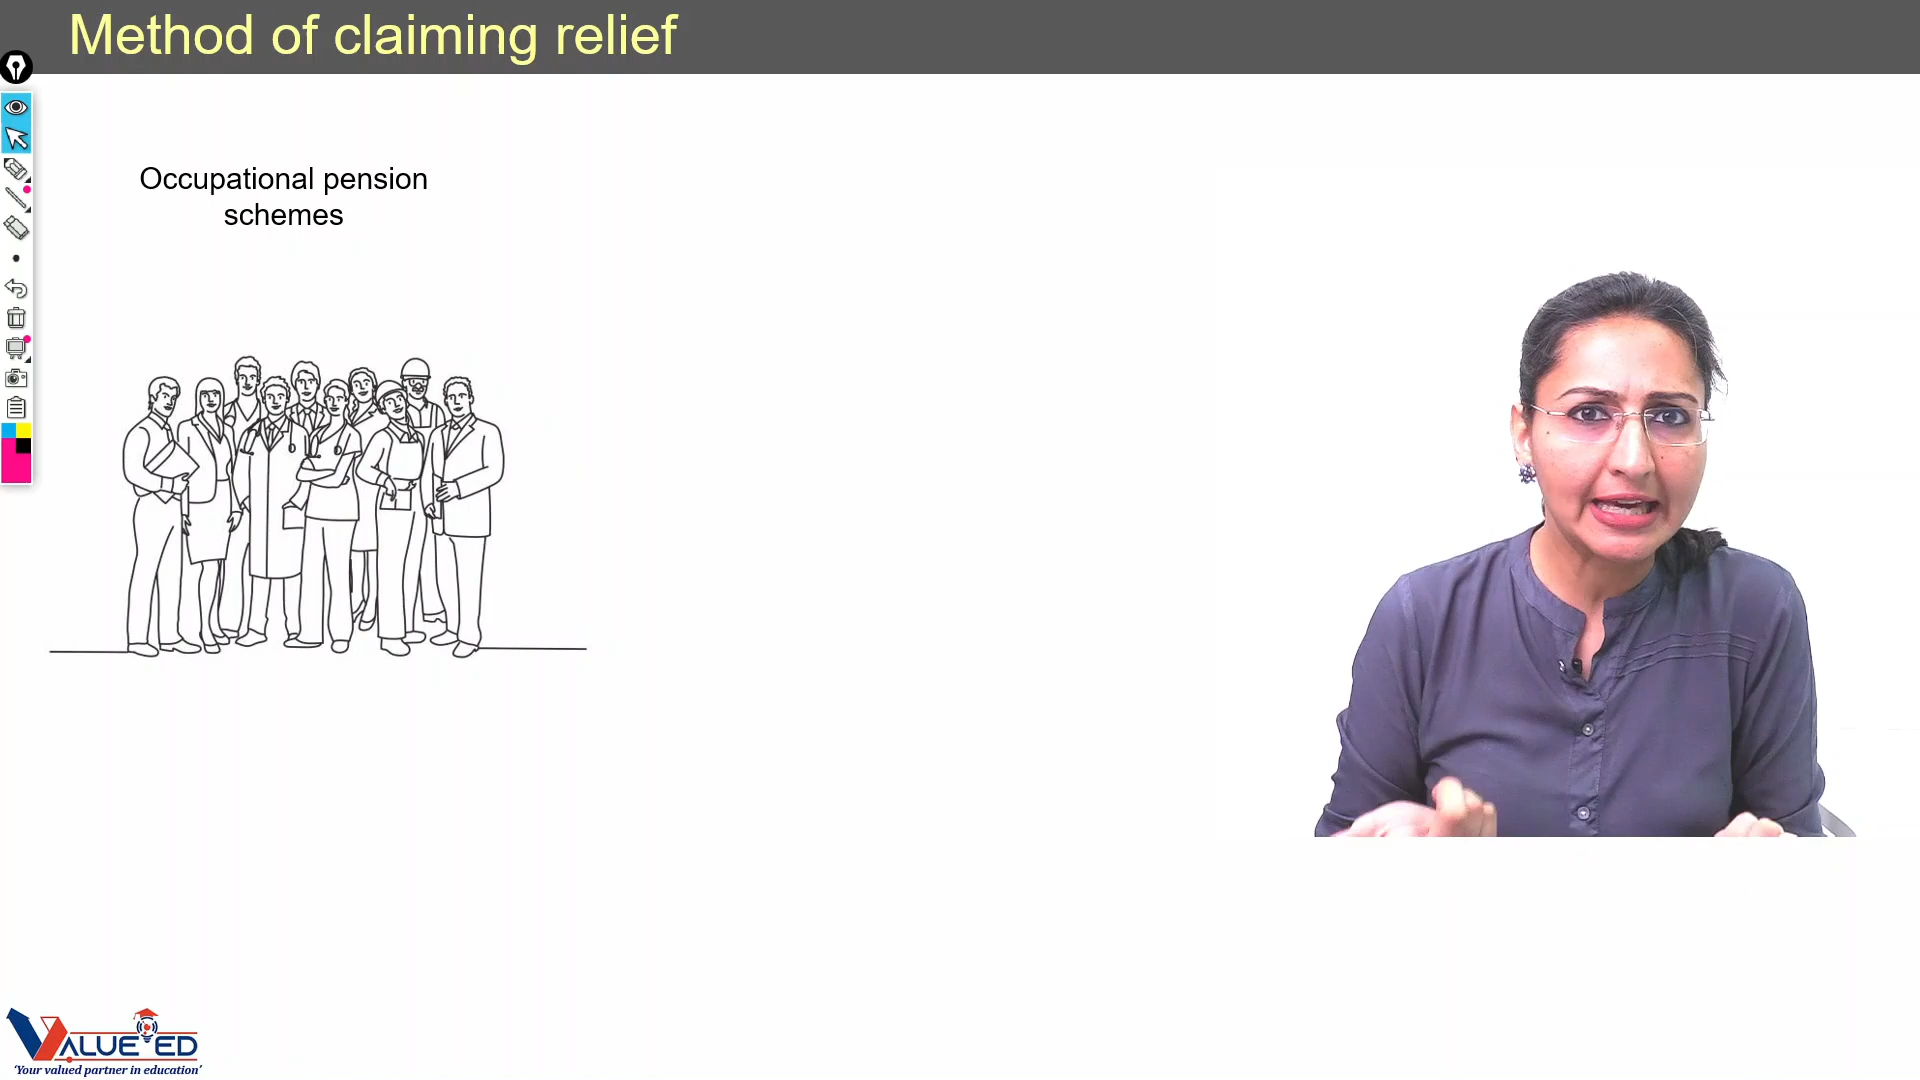 Method of claiming relief
Occupational pension
schemes
VALUE ED
'Your valued partner in education'